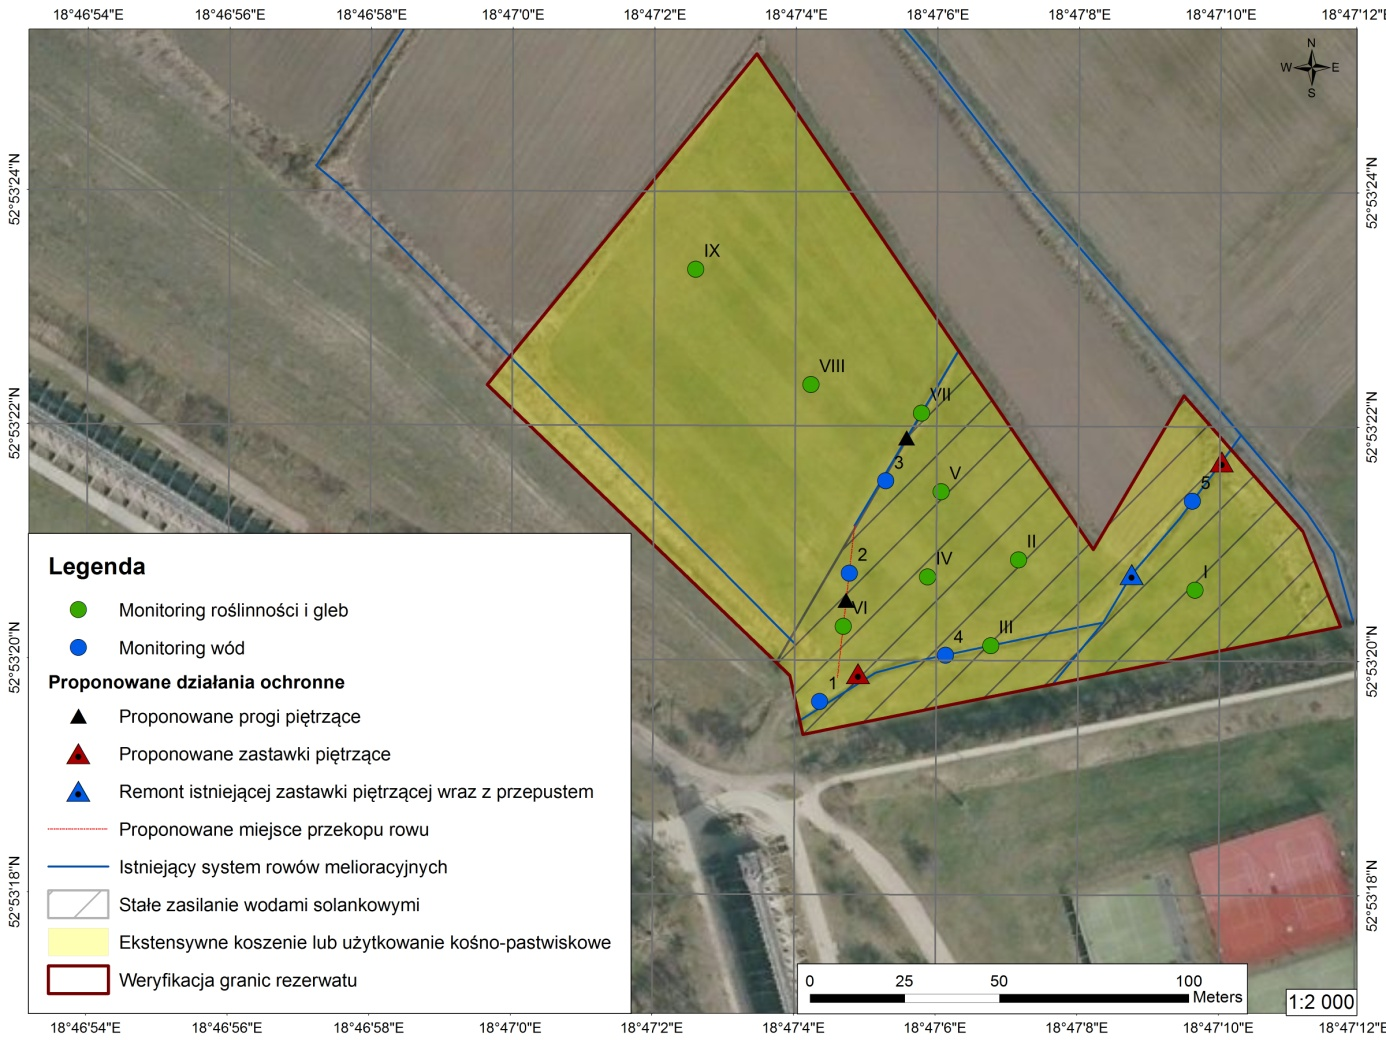 18°46'54"E 18°46'56"E 18°46'58"E 18°47'0"E 18°47'2"E 18°47'4"E 18°47'6"E 18°47'8"E 18°47'10"E 18°47'12"E
N
W E
S
52°53'24"N 52°53'24"N
IX
VIII
52°53'22"N 52°53'22"N
VII
3
V
5
2
IV
II
I
VI
4
III
1
52°53'20"N 52°53'20"N
Legenda
Monitoring roślinności i gleb
Monitoring wód
Proponowane działania ochronne
Proponowane progi piętrzące
Proponowane zastawki piętrzące
Remont istniejącej zastawki piętrzącej wraz z przepustem
Proponowane miejsce przekopu rowu
Istniejący system rowów melioracyjnych
Stałe zasilanie wodami solankowymi
Ekstensywne koszenie lub użytkowanie kośno-pastwiskowe
Weryfikacja granic rezerwatu
52°53'18"N 52°53'18"N
0 25 50 100
Meters
1:2 000
18°46'54"E 18°46'56"E 18°46'58"E 18°47'0"E 18°47'2"E 18°47'4"E 18°47'6"E 18°47'8"E 18°47'10"E 18°47'12"E